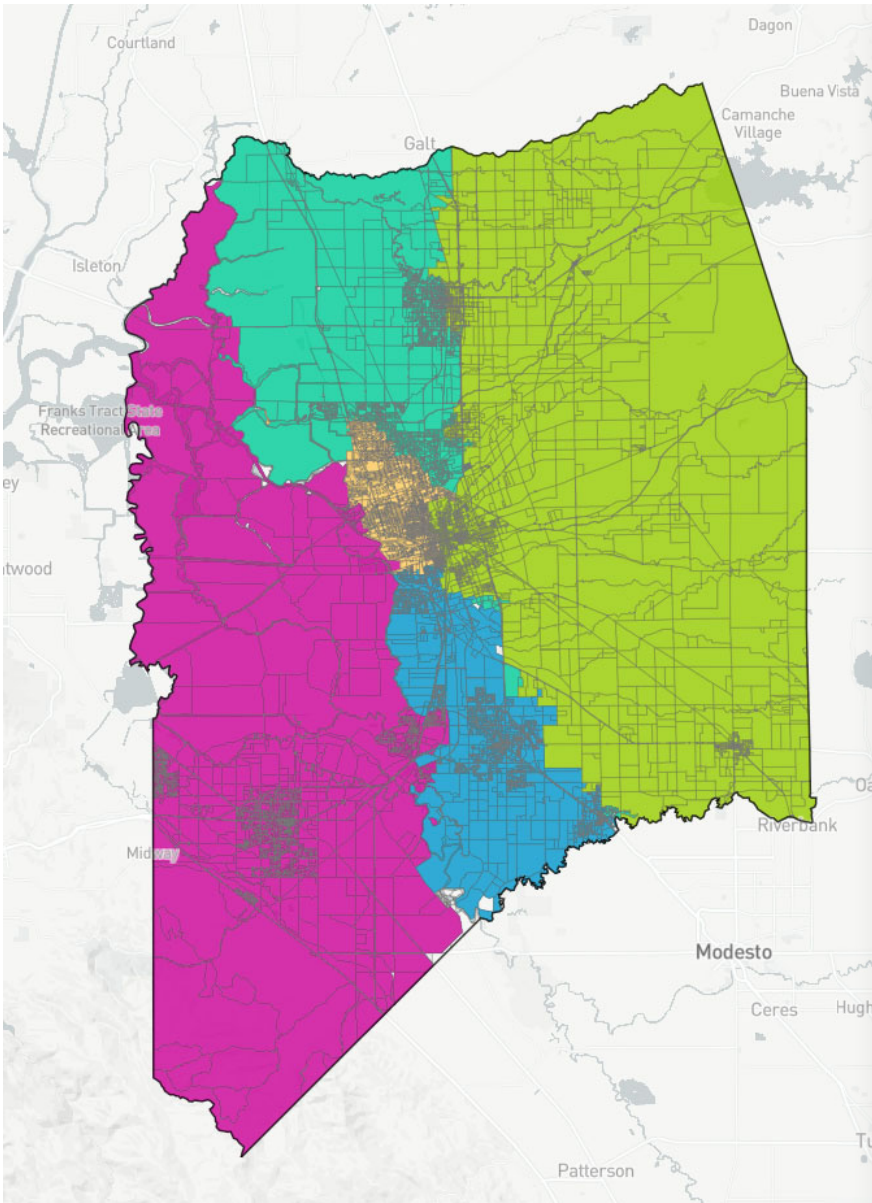 Courtland
Dagon
Buena Vista
Camanche
Village
Galt
Isleton
Franks Tract State
Recreational Area
ey
ntwood
Oa
Riverbank
Midway
Modesto
Ceres
Hugh
Tu
Patterson